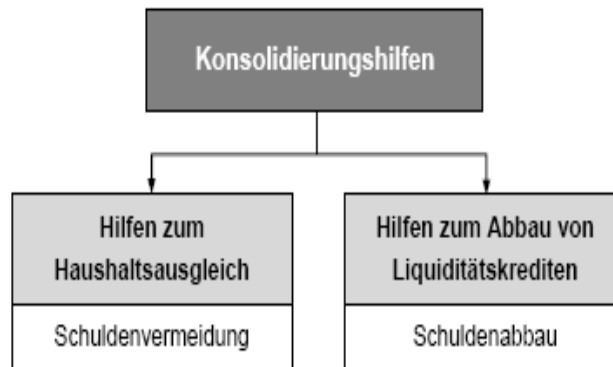 Konsolidierungshilfen
Hilfen zum
Haushaltsausgleich
Schuldenvermeidung
Hilfen zum Abbau von
Liquiditätskrediten
Schuldenabbau